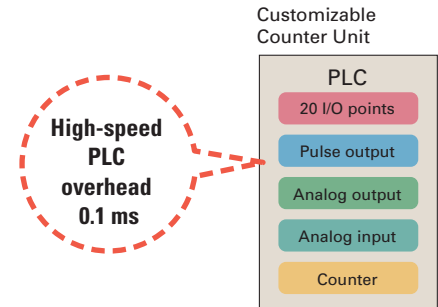 Customizable
Counter Unit
PLC
20 I/O points
Pulse output
Analog output
Analog input
Counter
High-speed
PLC
overhead
0.1 ms